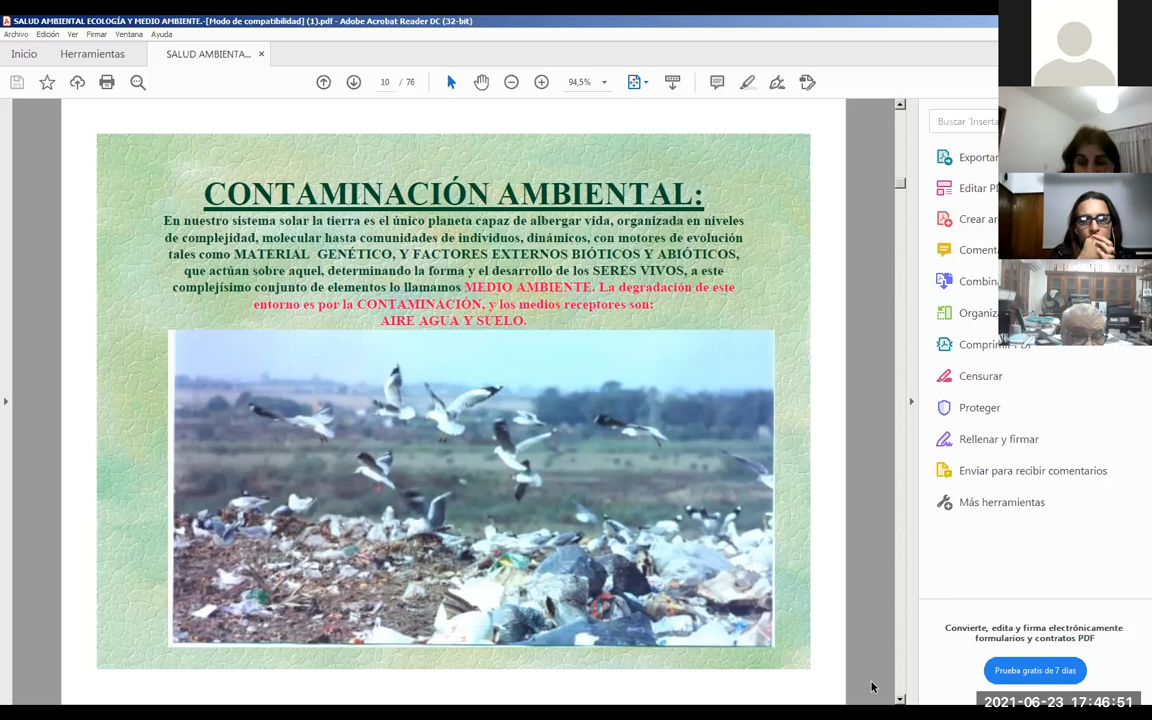 SALUD AMBIENTAL ECOLOGÍA Y MEDIO AMBIENTE.-[Modo de compatibilidad] (1).pdf - Adobe Acrobat Reader DC (32-bit)
Archivo Edición Ver Firmar Ventana Ayuda
Inicio Herramientas SALUD AMBIENTA... ×
10 / 76 94,5%
Buscar 'Inserta
CONTAMINACIÓN AMBIENTAL:
En nuestro sistema solar la tierra es el único planeta capaz de albergar vida, organizada en niveles
de complejidad, molecular hasta comunidades de individuos, dinámicos, con motores de evolución
tales como MATERIAL GENÉTICO, Y FACTORES EXTERNOS BIÓTICOS Y ABIÓTICOS,
que actúan sobre aquel, determinando la forma y el desarrollo de los SERES VIVOS, a este
complejísimo conjunto de elementos lo llamamos MEDIO AMBIENTE. La degradación de este
entorno es por la CONTAMINACIÓN, y los medios receptores son:
AIRE AGUA Y SUELO.
Exportar
Editar PD
Crear ar
Comenta
Combin
Organiz
Comprimir PDF
Censurar
Proteger
Rellenar y firmar
Enviar para recibir comentarios
Más herramientas
Convierte, edita y firma electrónicamente
formularios y contratos PDF
Prueba gratis de 7 días
2021-06-23 17:46:51